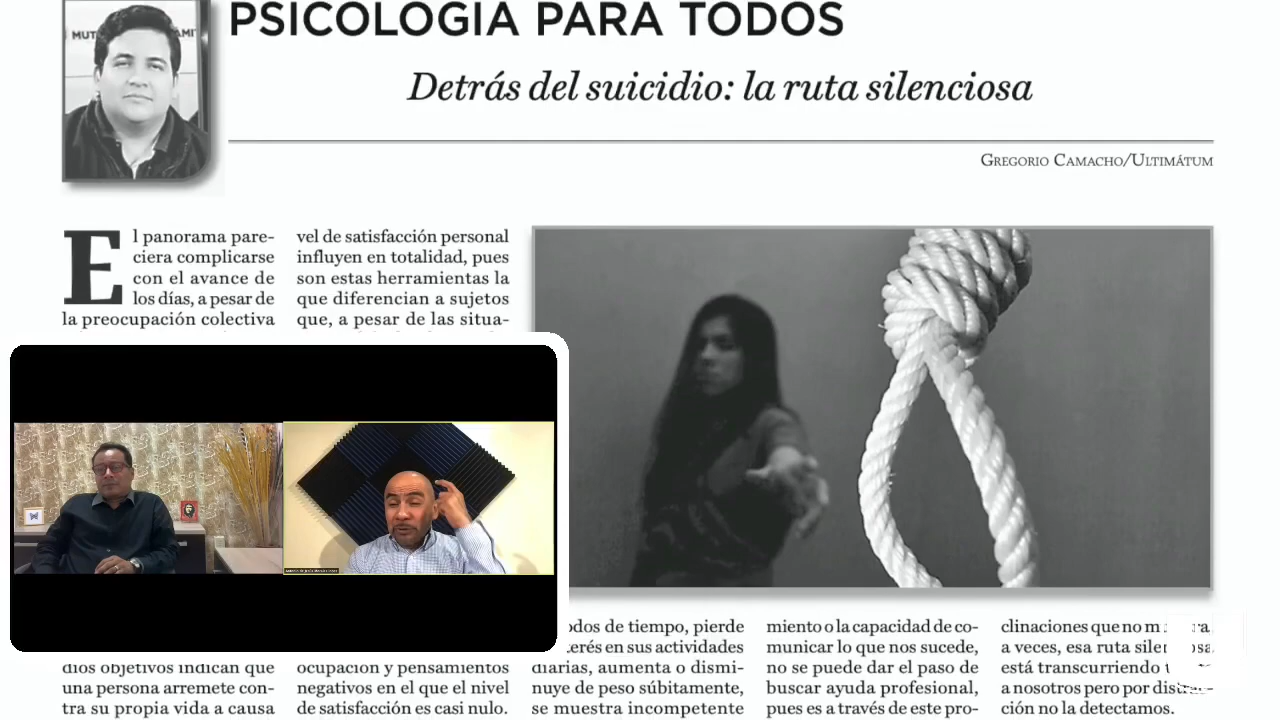 PSICOLOGÍA PARA TODOS
Detrás del suicidio: la ruta silenciosa
GREGORIO CAMACHO/ULTIMÁTUM
El panorama pare-
ciera complicarse
con el avance de
los días, a pesar de
la preocupación colectiva
dios objetivos indican que
una persona arremete con-
tra su propia vida a causa
vel de satisfacción personal
influyen en totalidad, pues
son estas herramientas la
que diferencian a sujetos
que, a pesar de las situa-
ocupación y pensamientos
negativos en el que el nivel
de satisfacción es casi nulo.
odos de tiempo, pierde
terés en sus actividades
diarias, aumenta o dismi-
nuye de peso súbitamente,
se muestra incompetente
miento o la capacidad de co-
municar lo que nos sucede,
no se puede dar el paso de
buscar ayuda profesional,
pues es a través de este pro-
clinaciones que no
a veces, esa ruta
está transcurriendo
a nosotros pero por
ción no la detectamos.